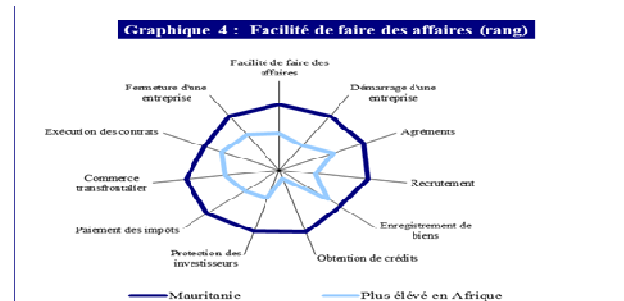 Graphique 4 : Facilité de faire des affaires (rang)
Facilité de faire des
affaires
Démarrage d'une
entreprise
Agréments
Recrutement
Enregistrement de
biens
Obtention de crédits
Protection des
investisseurs
Paiement des impôts
Commerce
transfrontalier
Exécution des contrats
Fermeture d'une
entreprise
Mauritanie
Plus élévé en Afrique